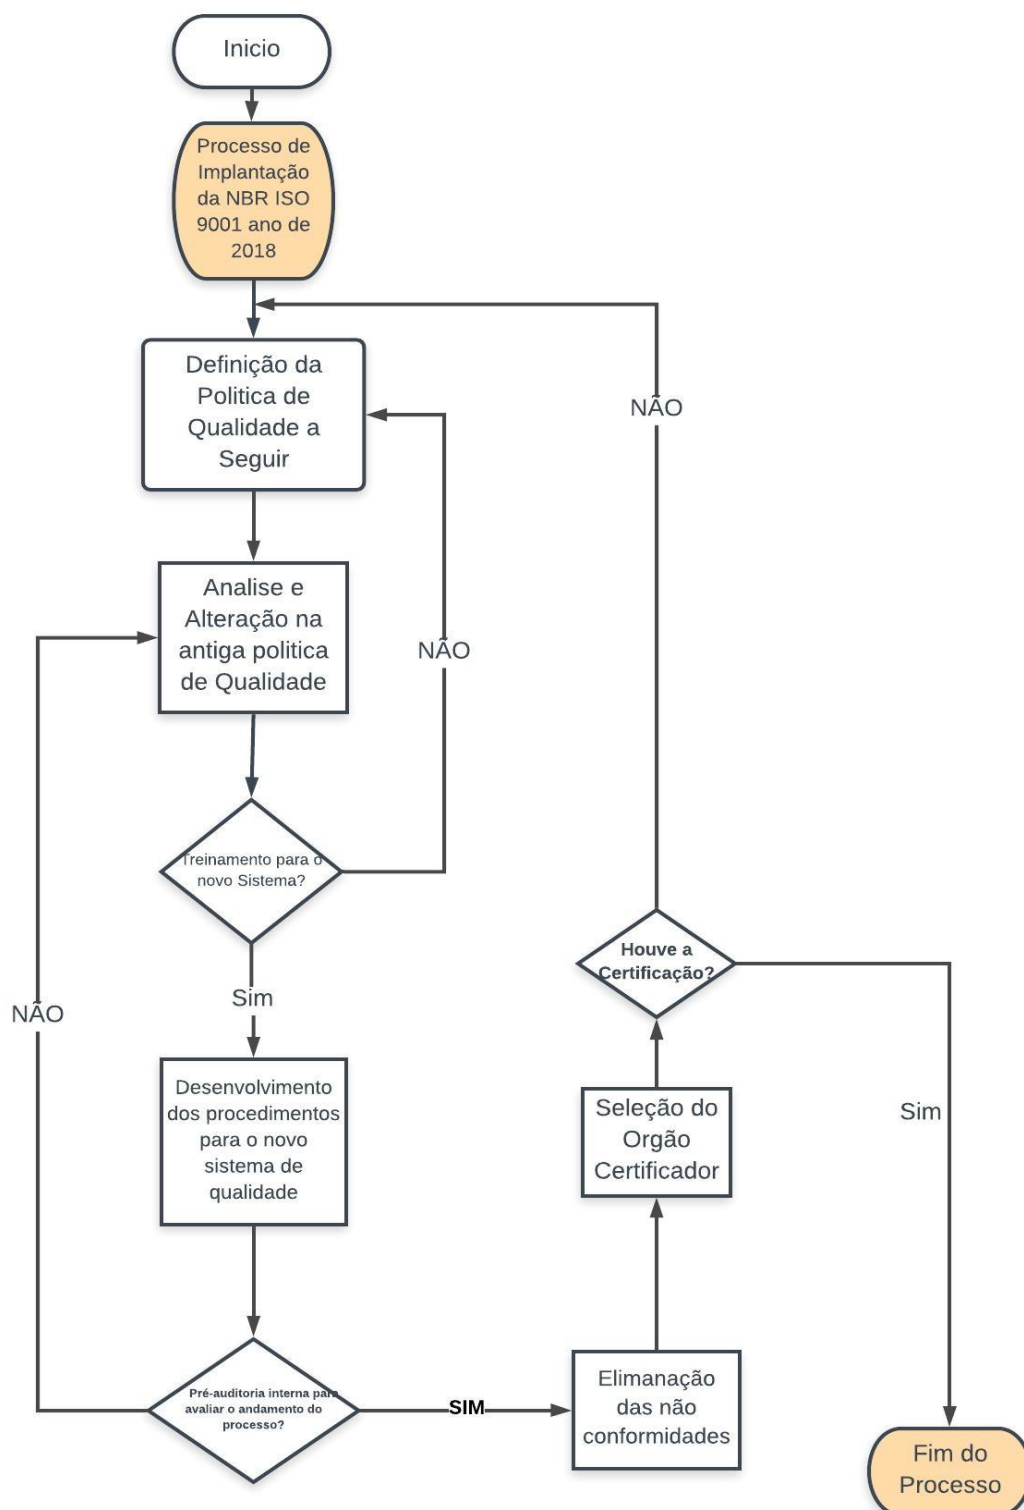 Inicio
Processo de
Implantação
da NBR ISO
9001 ano de
2018
Definição da
Politica de
Qualidade a
Seguir
NÃO
Analise e
Alteração na
antiga politica
de Qualidade
NÃO
Treinamento para o
novo Sistema?
Sim
NÃO
Desenvolvimento
dos procedimentos
para o novo
sistema de
qualidade
Pré-auditoria interna para
avaliar o andamento do
processo?
SIM
Elimanação
das não
conformidades
Seleção do
Orgão
Certificador
Houve a
Certificação?
Sim
Fim do
Processo